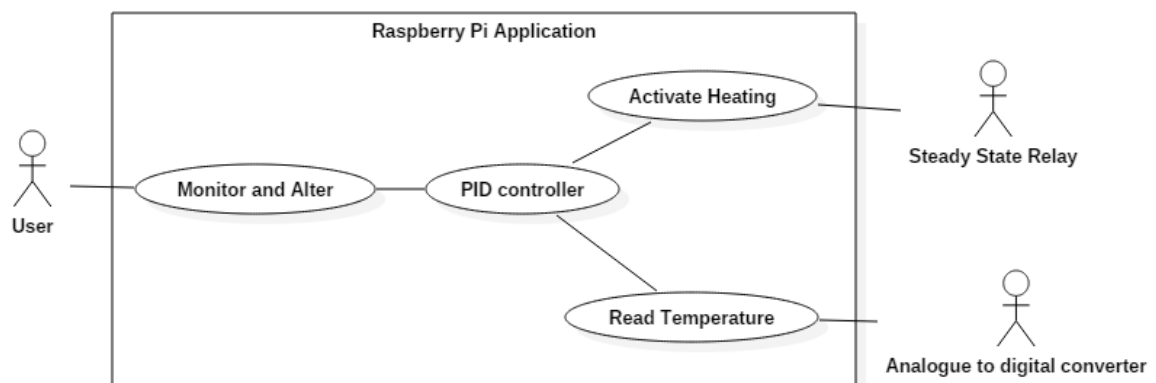 Raspberry Pi Application
Activate Heating
Steady State Relay
Monitor and Alter
PID controller
User
Read Temperature
Analogue to digital converter